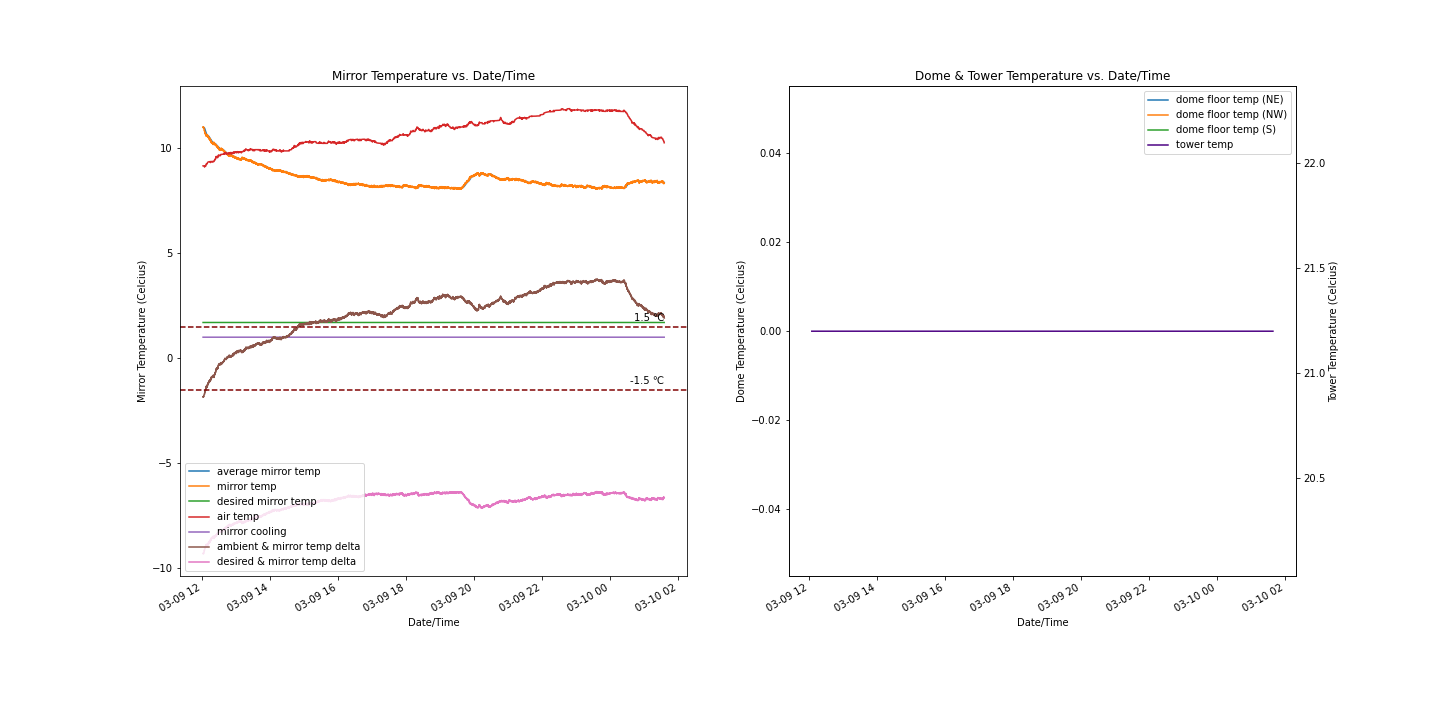 Mirror Temperature vs. Date/Time
Mirror Temperature (Celcius)
10
5
0
−5
−10
1.5 °C
-1.5 °C
average mirror temp
mirror temp
desired mirror temp
air temp
mirror cooling
ambient & mirror temp delta
desired & mirror temp delta
03-09 12
03-09 14
03-09 16
03-09 18
03-09 20
03-09 22
03-10 00
03-10 02
Date/Time
Dome & Tower Temperature vs. Date/Time
Dome Temperature (Celcius)
0.04
0.02
0.00
−0.02
−0.04
dome floor temp (NE)
dome floor temp (NW)
dome floor temp (S)
tower temp
22.0
21.5
21.0
20.5
Tower Temperature (Celcius)
03-09 12
03-09 14
03-09 16
03-09 18
03-09 20
03-09 22
03-10 00
03-10 02
Date/Time